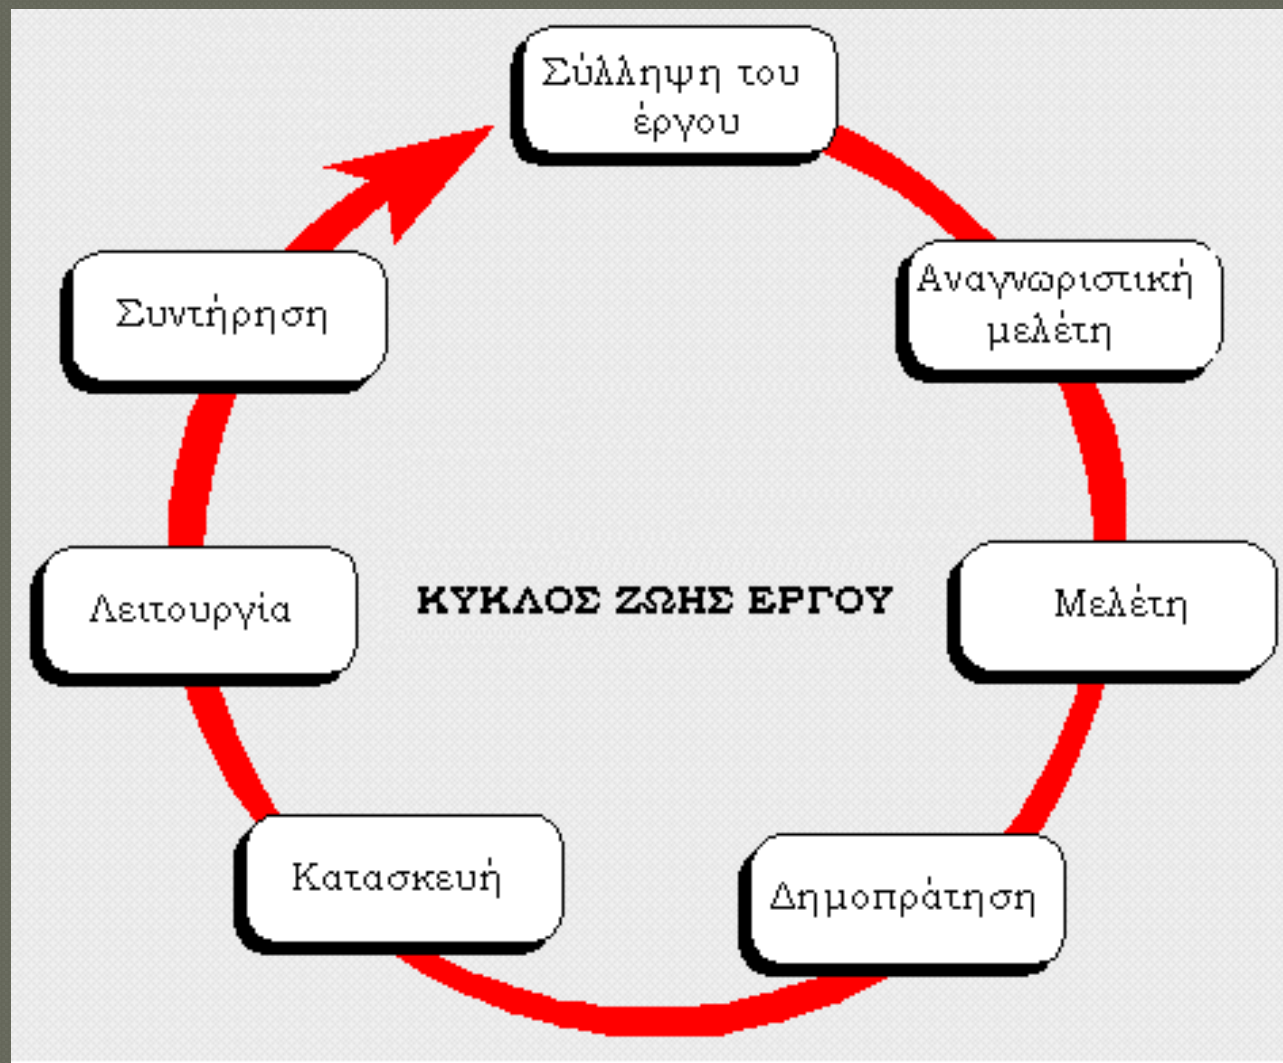 Σύλληψη του
έργου
Αναγνωριστική
μελέτη
Μελέτη
Δημοπράτηση
Κατασκευή
Λειτουργία
Συντήρηση
ΚΥΚΛΟΣ ΖΩΗΣ ΕΡΓΟΥ